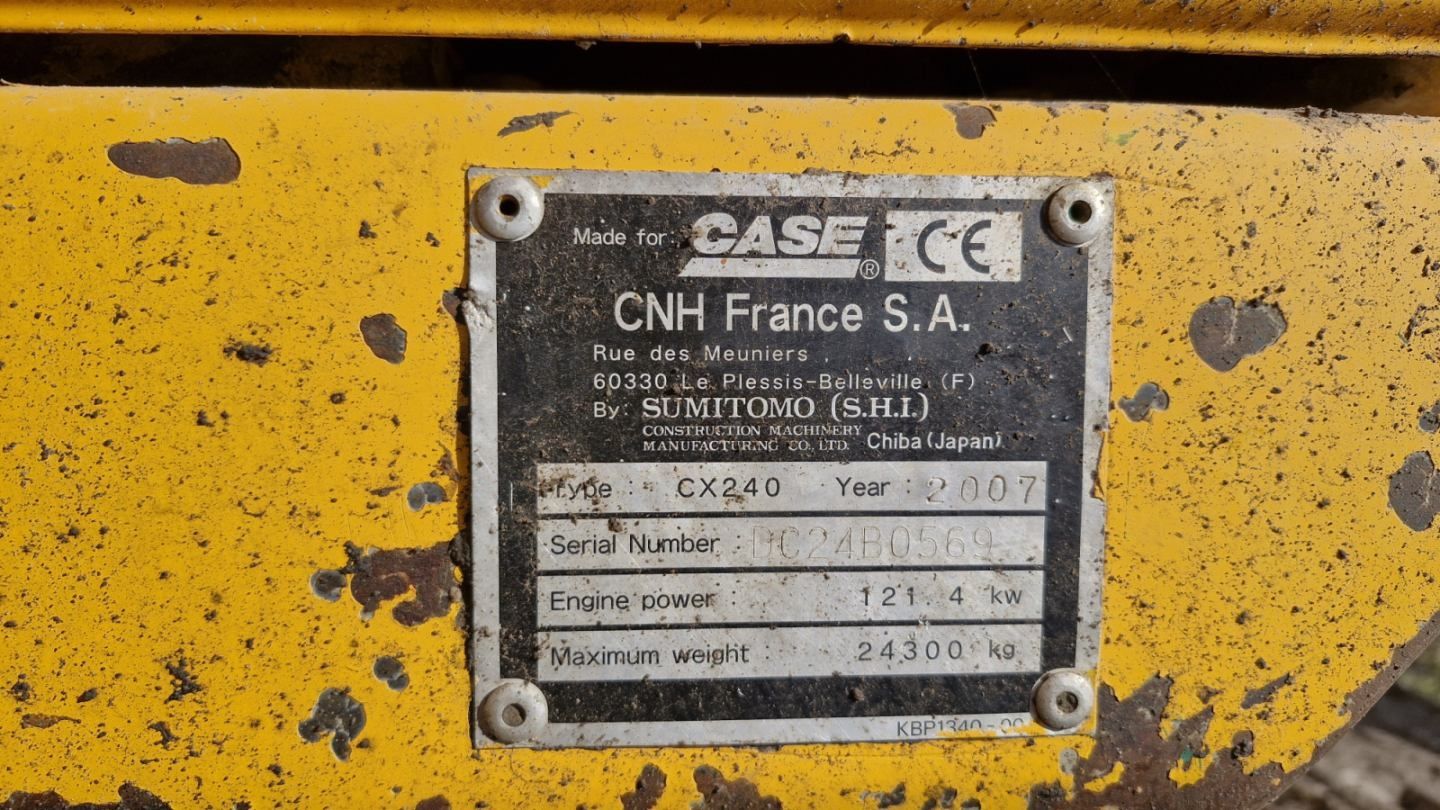 Made for: CASE ® CE
CNH France S.A.
Rue des Meuniers
60330 Le Plessis-Belleville (F)
By: SUMITOMO (S.H.I.)
CONSTRUCTION MACHINERY
MANUFACTURING CO., LTD. Chiba (Japan)
Type : CX240 Year : 2007
Serial Number : DC24B0569
Engine power : 121.4 kw
Maximum weight : 24300 kg
KBP1340-00